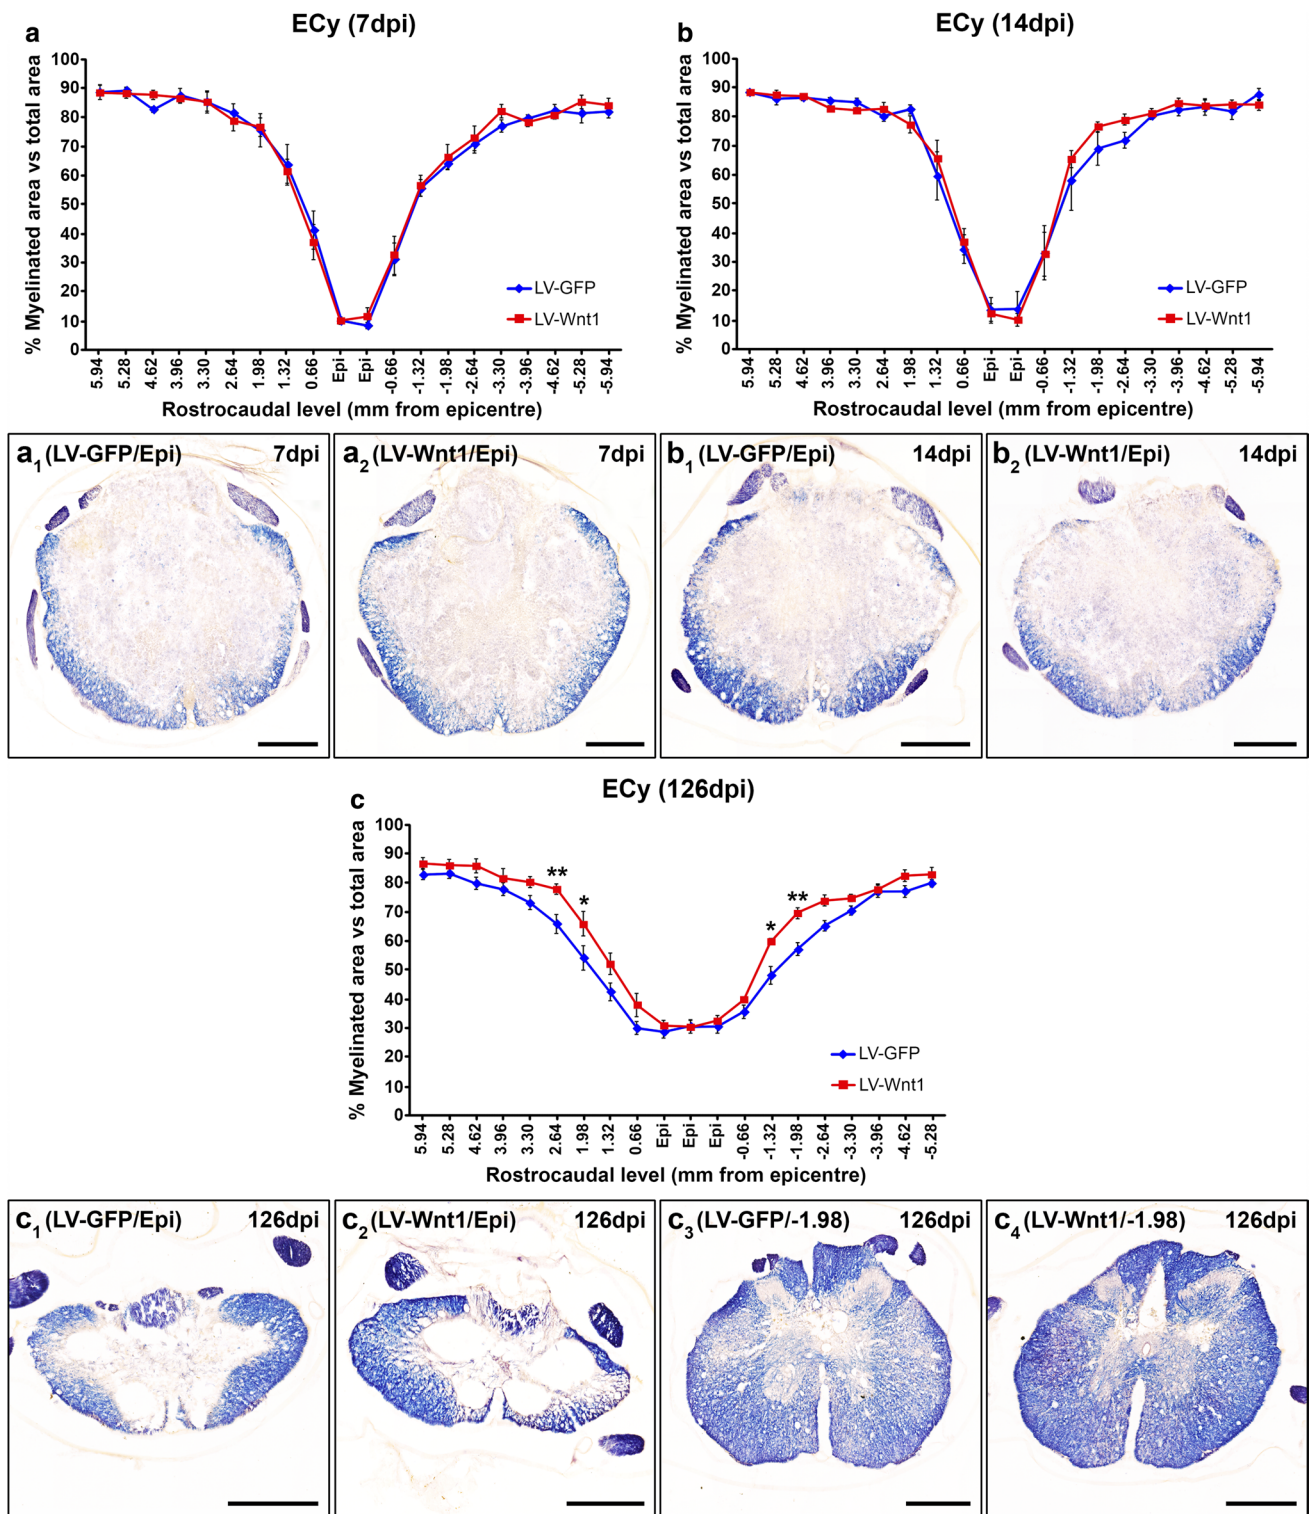 a
ECy (7dpi)
% Myelinated area vs total area
100
90
80
70
60
50
40
30
20
10
0
LV-GFP
LV-Wnt1
5.94 5.28 4.62 3.96 3.30 2.64 1.98 1.32 0.66 Epi Epi -0.66 -1.32 -1.98 -2.64 -3.30 -3.96 -4.62 -5.28 -5.94
Rostrocaudal level (mm from epicentre)
b
ECy (14dpi)
% Myelinated area vs total area
100
90
80
70
60
50
40
30
20
10
0
LV-GFP
LV-Wnt1
5.94 5.28 4.62 3.96 3.30 2.64 1.98 1.32 0.66 Epi Epi -0.66 -1.32 -1.98 -2.64 -3.30 -3.96 -4.62 -5.28 -5.94
Rostrocaudal level (mm from epicentre)
a1 (LV-GFP/Epi) 7dpi
a2 (LV-Wnt1/Epi) 7dpi
b1 (LV-GFP/Epi) 14dpi
b2 (LV-Wnt1/Epi) 14dpi
c
ECy (126dpi)
% Myelinated area vs total area
100
90
80
70
60
50
40
30
20
10
0
** * * **
LV-GFP
LV-Wnt1
5.94 5.28 4.62 3.96 3.30 2.64 1.98 1.32 0.66 Epi Epi Epi -0.66 -1.32 -1.98 -2.64 -3.30 -3.96 -4.62 -5.28
Rostrocaudal level (mm from epicentre)
c1 (LV-GFP/Epi) 126dpi
c2 (LV-Wnt1/Epi) 126dpi
c3 (LV-GFP/-1.98) 126dpi
c4 (LV-Wnt1/-1.98) 126dpi